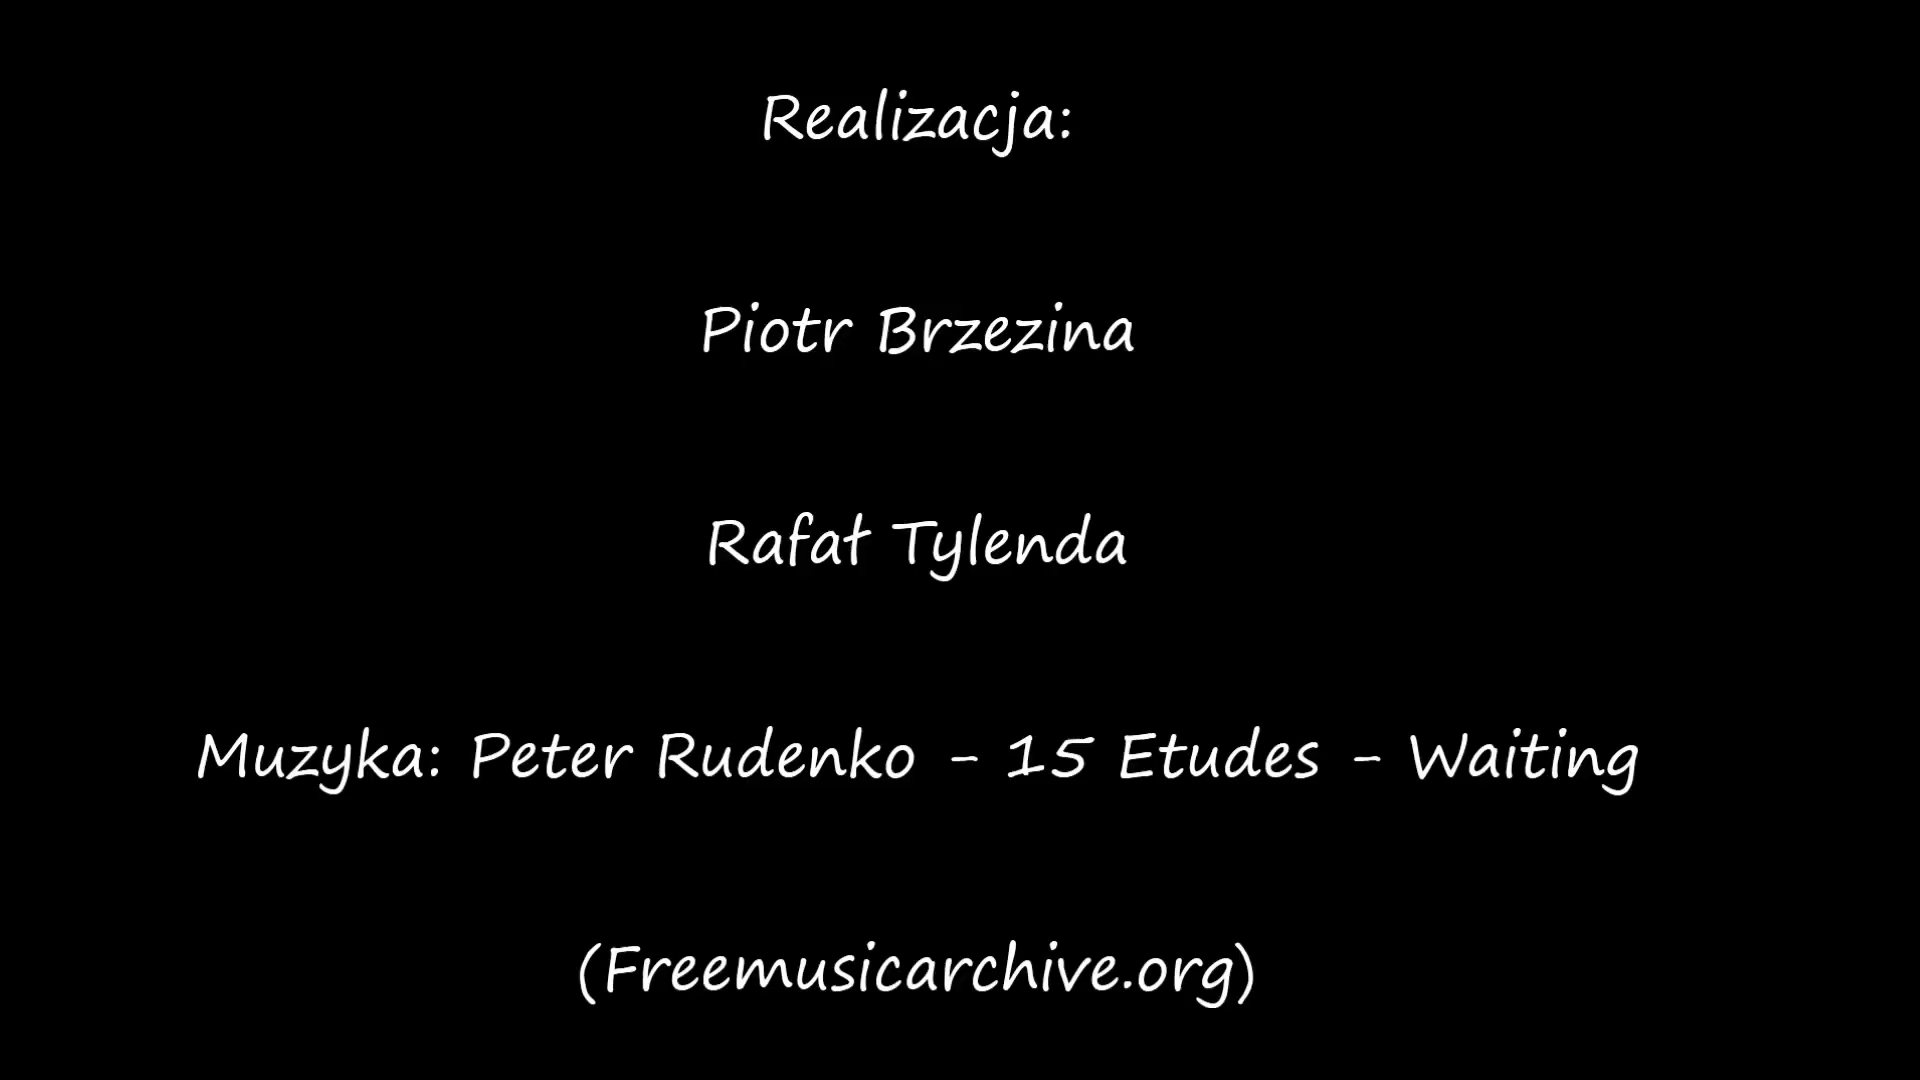 Realizacja:
Piotr Brzezina
Rafał Tylenda
Muzyka: Peter Rudenko - 15 Etudes - Waiting
(Freemusicarchive.org)